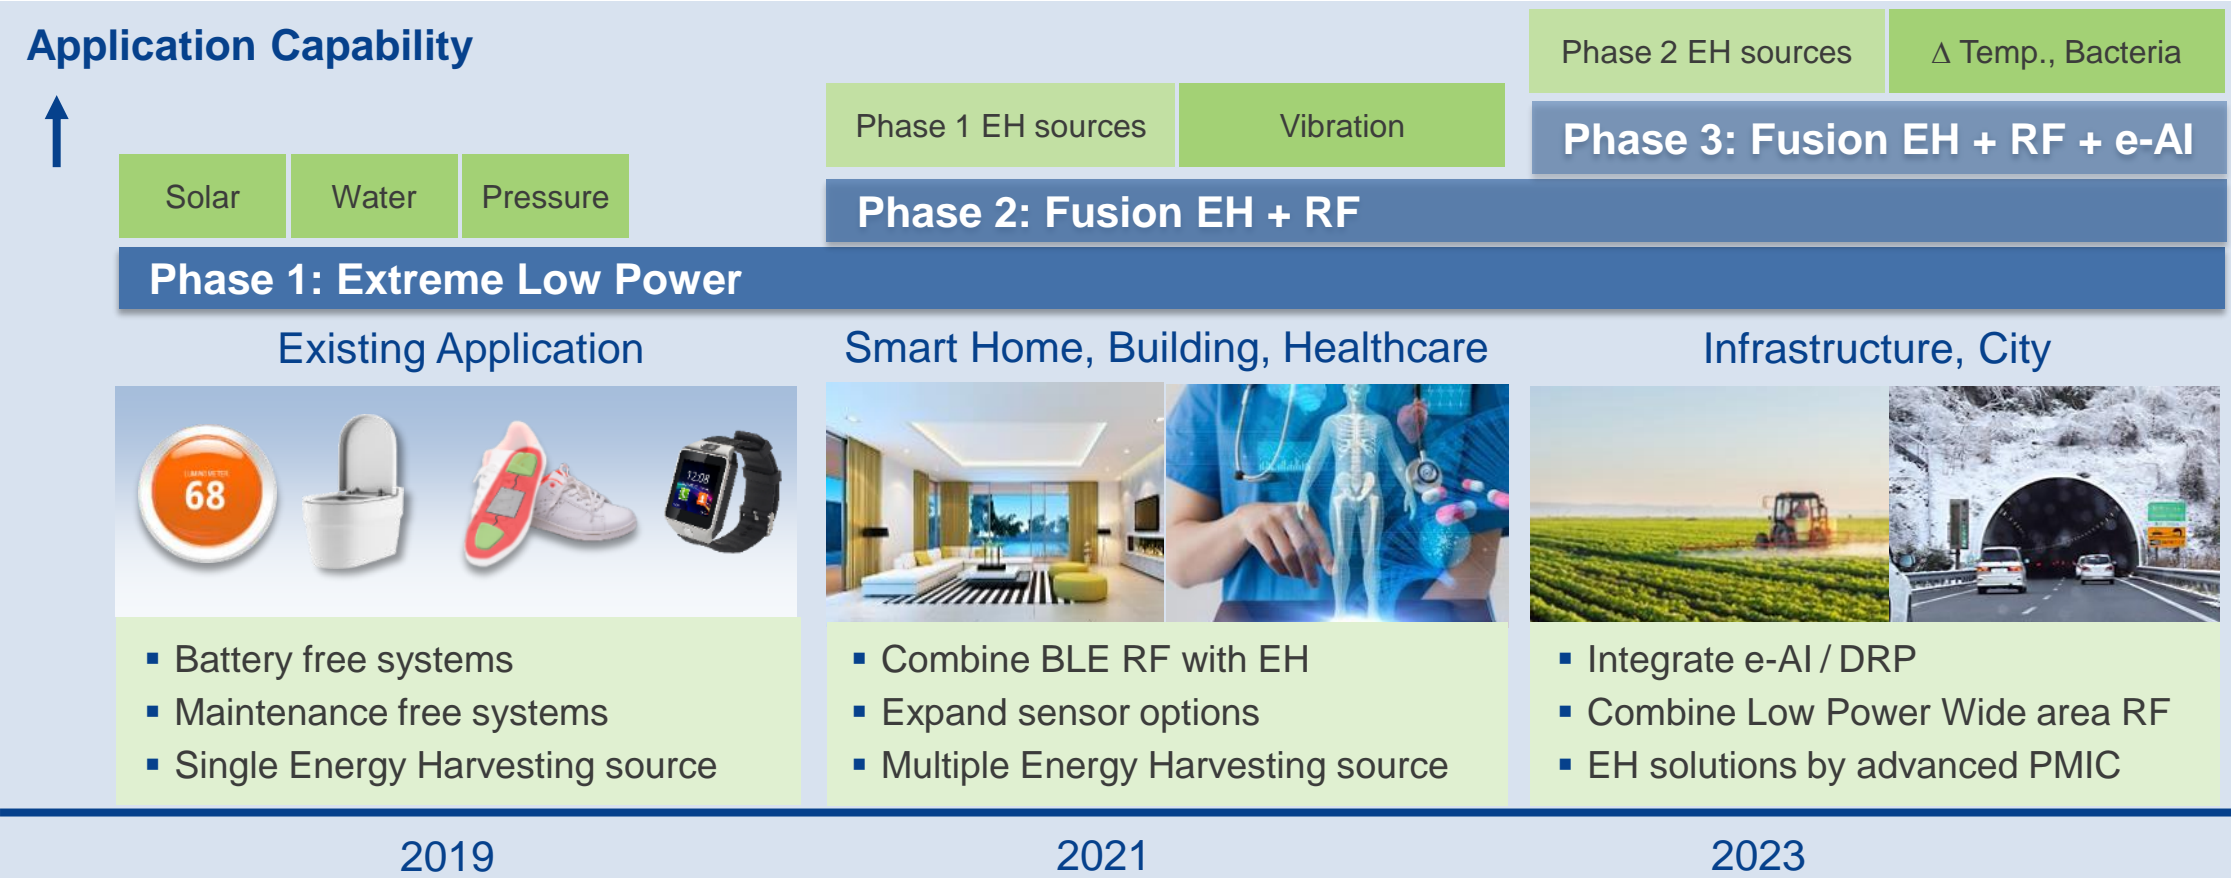 Application Capability
Phase 2 EH sources
Δ Temp., Bacteria
Phase 1 EH sources
Vibration
Phase 3: Fusion EH + RF + e-AI
Solar
Water
Pressure
Phase 2: Fusion EH + RF
Phase 1: Extreme Low Power
Existing Application
Smart Home, Building, Healthcare
Infrastructure, City
68
12:08
▪ Battery free systems
▪ Maintenance free systems
▪ Single Energy Harvesting source
▪ Combine BLE RF with EH
▪ Expand sensor options
▪ Multiple Energy Harvesting source
▪ Integrate e-AI / DRP
▪ Combine Low Power Wide area RF
▪ EH solutions by advanced PMIC
2019
2021
2023